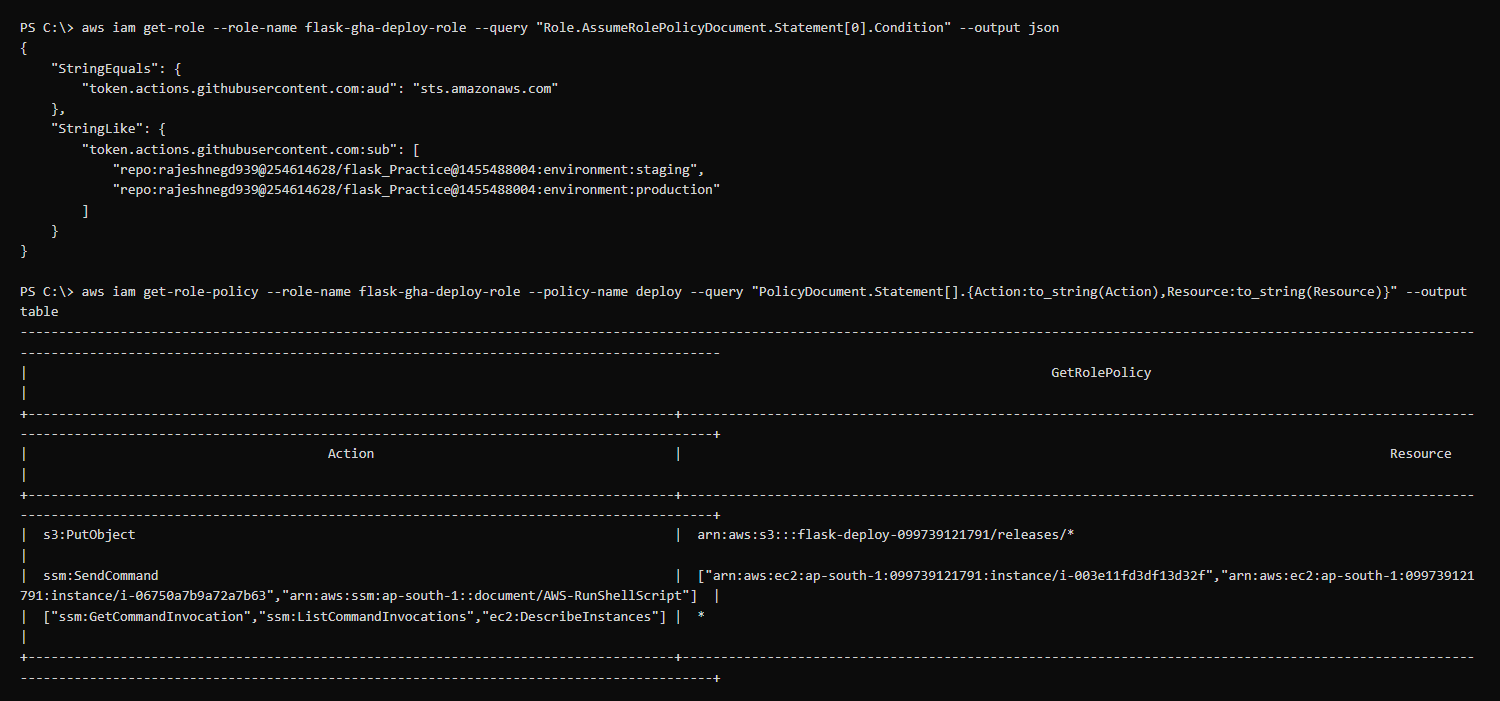 PS C:\> aws iam get-role --role-name flask-gha-deploy-role --query "Role.AssumeRolePolicyDocument.Statement[0].Condition" --output json
{
    "StringEquals": {
        "token.actions.githubusercontent.com:aud": "sts.amazonaws.com"
    },
    "StringLike": {
        "token.actions.githubusercontent.com:sub": [
            "repo:rajeshnegd939@254614628/flask_Practice@1455488004:environment:staging",
            "repo:rajeshnegd939@254614628/flask_Practice@1455488004:environment:production"
        ]
    }
}
PS C:\> aws iam get-role-policy --role-name flask-gha-deploy-role --policy-name deploy --query "PolicyDocument.Statement[].{Action:to_string(Action),Resource:to_string(Resource)}" --output
table
| GetRolePolicy
|
| Action | Resource
|
| s3:PutObject | arn:aws:s3:::flask-deploy-099739121791/releases/*
|
| ssm:SendCommand | ["arn:aws:ec2:ap-south-1:099739121791:instance/i-003e11fd3df13d32f","arn:aws:ec2:ap-south-1:099739121
791:instance/i-06750a7b9a72a7b63","arn:aws:ssm:ap-south-1::document/AWS-RunShellScript"] |
| ["ssm:GetCommandInvocation","ssm:ListCommandInvocations","ec2:DescribeInstances"] | *
|